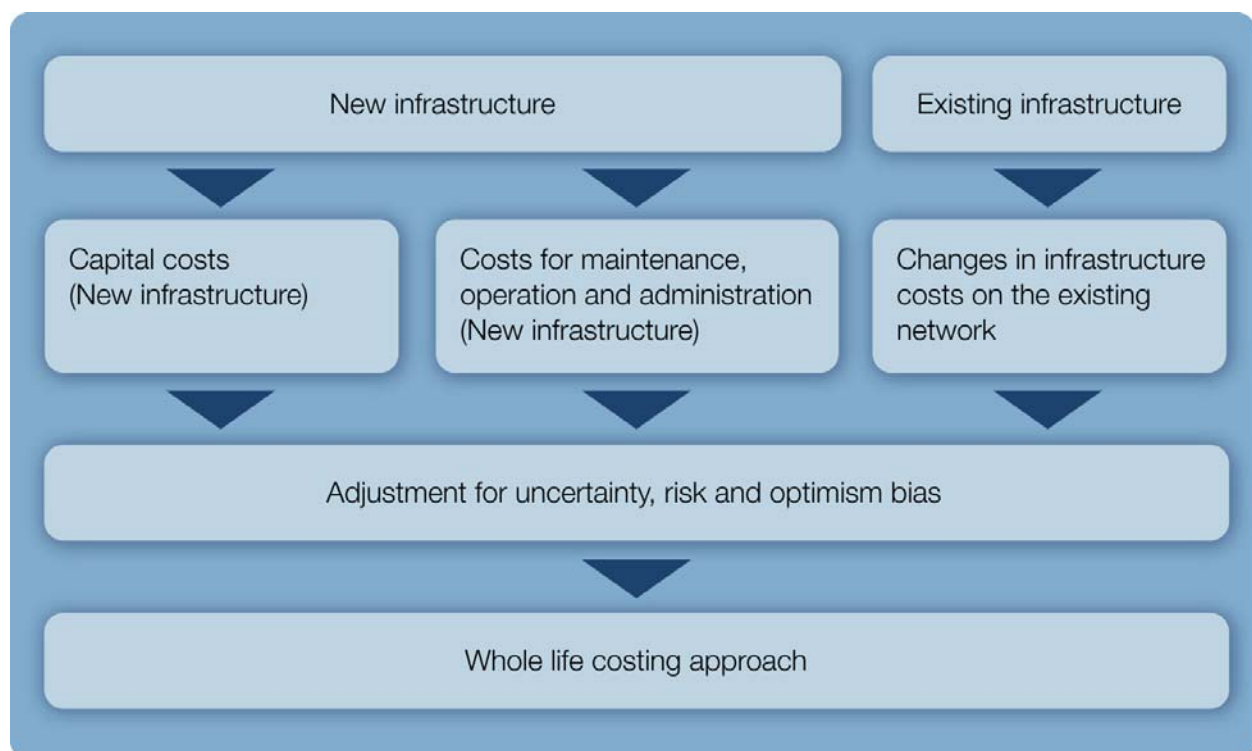 New infrastructure
Existing infrastructure
Capital costs
(New infrastructure)
Costs for maintenance,
operation and administration
(New infrastructure)
Changes in infrastructure
costs on the existing
network
Adjustment for uncertainty, risk and optimism bias
Whole life costing approach